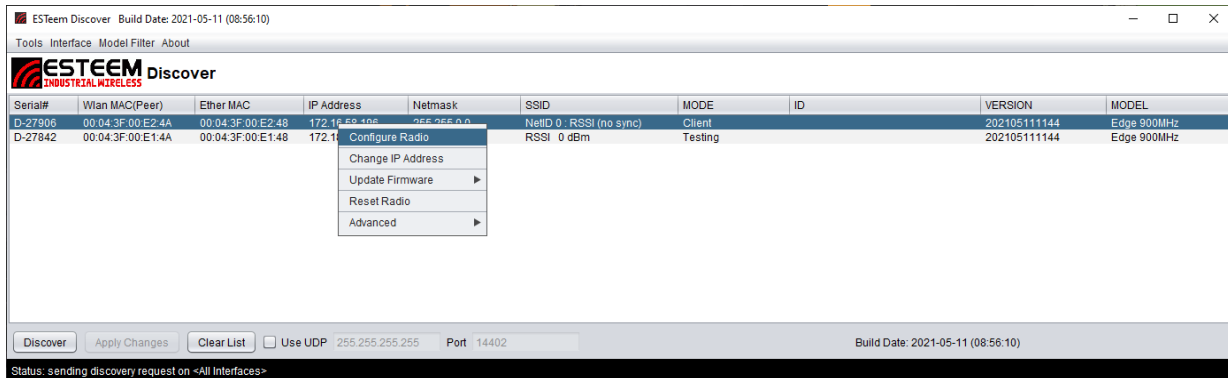 ESTeem Discover Build Date: 2021-05-11 (08:56:10)
Tools Interface Model Filter About
ESTEEM Discover
INDUSTRIAL WIRELESS
Serial# Wlan MAC(Peer) Ether MAC IP Address Netmask SSID MODE ID VERSION MODEL
D-27906 00:04:3F:00:E2:4A 00:04:3F:00:E2:48 172.16.58.196 255.255.0.0 NetID 0 : RSSI (no sync) Client 202105111144 Edge 900MHz
D-27842 00:04:3F:00:E1:4A 00:04:3F:00:E1:48 RSSI 0 dBm Testing 202105111144 Edge 900MHz
Configure Radio
Change IP Address
Update Firmware
Reset Radio
Advanced
Discover Apply Changes Clear List Use UDP 255.255.255.255 Port 14402 Build Date: 2021-05-11 (08:56:10)
Status: sending discovery request on <All Interfaces>